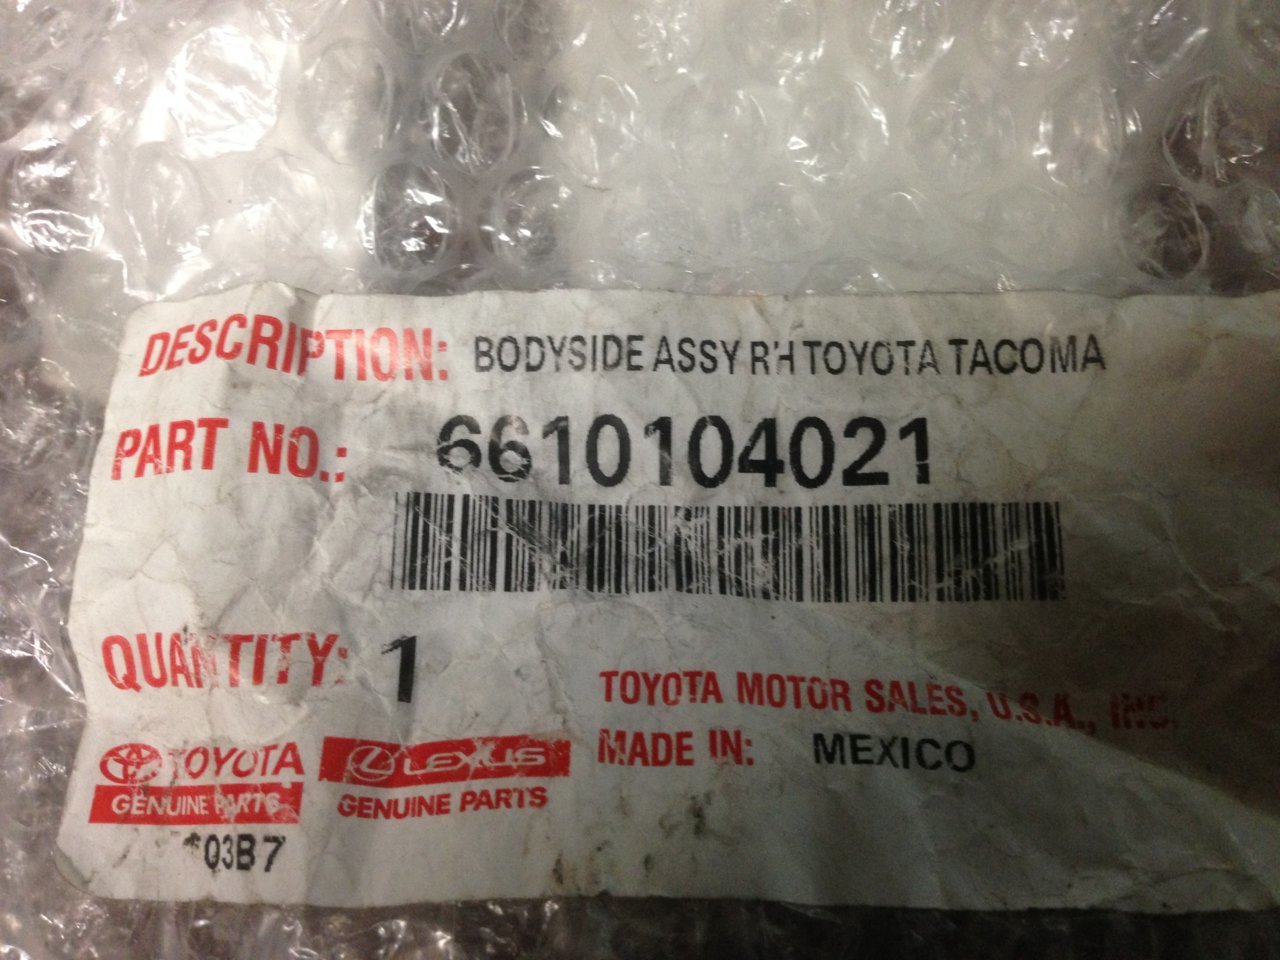 DESCRIPTION: BODYSIDE ASSY RH TOYOTA TACOMA
PART NO.: 6610104021
QUANTITY: 1
TOYOTA MOTOR SALES, U.S.A., INC.
MADE IN: MEXICO
TOYOTA
GENUINE PARTS
LEXUS
GENUINE PARTS
03B7